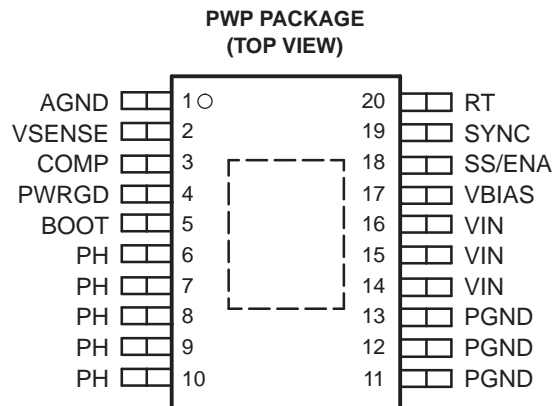 PWP PACKAGE
(TOP VIEW)
AGND 1 20 RT
VSENSE 2 19 SYNC
COMP 3 18 SS/ENA
PWRGD 4 17 VBIAS
BOOT 5 16 VIN
PH 6 15 VIN
PH 7 14 VIN
PH 8 13 PGND
PH 9 12 PGND
PH 10 11 PGND